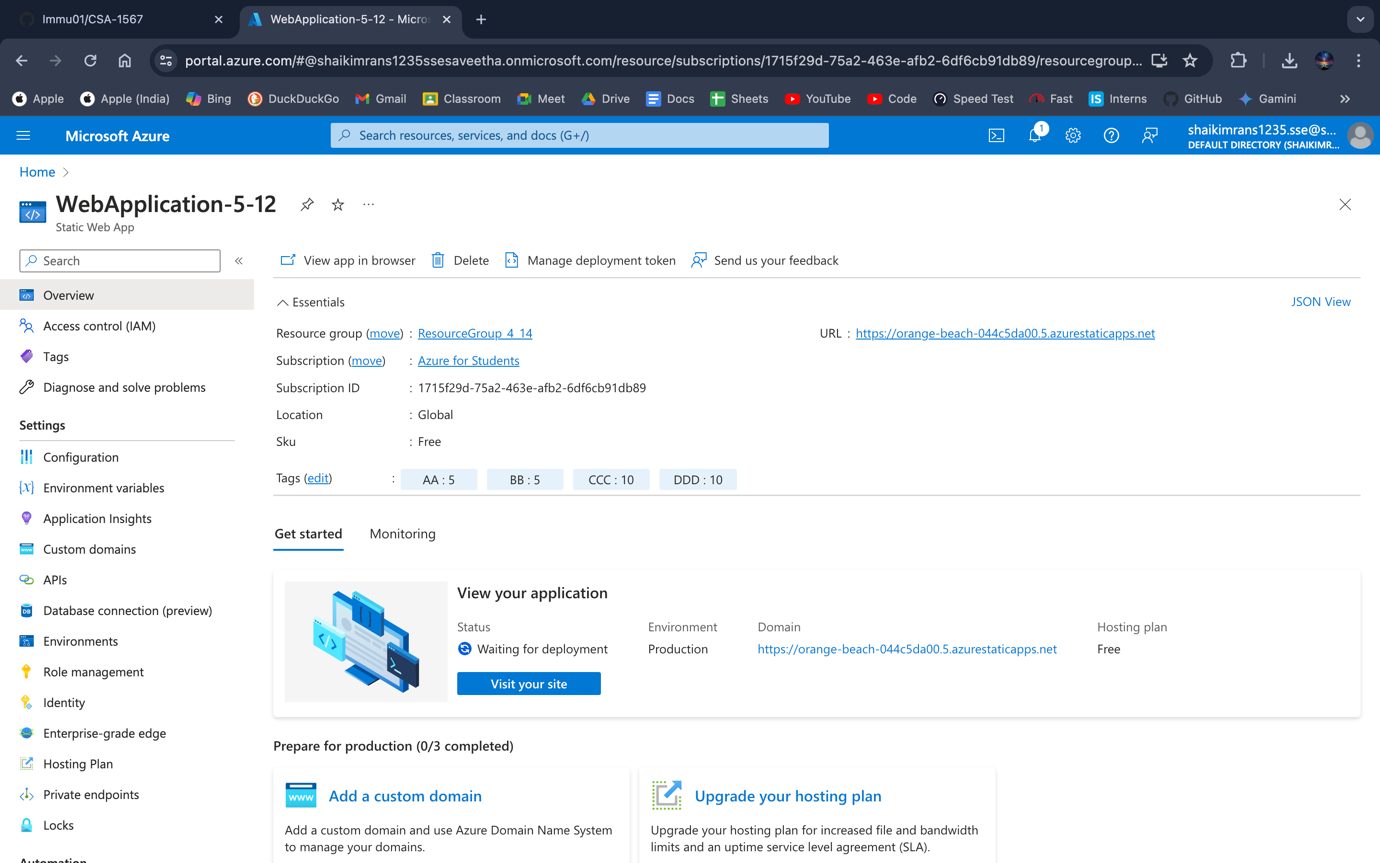 Immu01/CSA-1567
WebApplication-5-12 - Micros
portal.azure.com/#@shaikimrans1235ssesaveetha.onmicrosoft.com/resource/subscriptions/1715f29d-75a2-463e-afb2-6df6cb91db89/resourcegroup...
Apple Apple (India) Bing DuckDuckGo Gmail Classroom Meet Drive Docs Sheets YouTube Code Speed Test Fast IS Interns GitHub Gamini »
Microsoft Azure
Search resources, services, and docs (G+/)
1
shaikimrans1235.sse@s...
DEFAULT DIRECTORY (SHAIKIMR...
Home >
WebApplication-5-12 ...
Static Web App
Search «
Overview
Access control (IAM)
Tags
Diagnose and solve problems
Settings
Configuration
Environment variables
Application Insights
Custom domains
APIs
Database connection (preview)
Environments
Role management
Identity
Enterprise-grade edge
Hosting Plan
Private endpoints
Locks
Automation
View app in browser Delete Manage deployment token Send us your feedback
Essentials
JSON View
Resource group (move) : ResourceGroup_4_14
Subscription (move) : Azure for Students
Subscription ID : 1715f29d-75a2-463e-afb2-6df6cb91db89
Location : Global
Sku : Free
URL : https://orange-beach-044c5da00.5.azurestaticapps.net
Tags (edit) : AA : 5 BB : 5 CCC : 10 DDD : 10
Get started Monitoring
View your application
Status Environment Domain Hosting plan
Waiting for deployment Production https://orange-beach-044c5da00.5.azurestaticapps.net Free
Visit your site
Prepare for production (0/3 completed)
www
Add a custom domain
Add a custom domain and use Azure Domain Name System
to manage your domains.
Upgrade your hosting plan
Upgrade your hosting plan for increased file and bandwidth
limits and an uptime service level agreement (SLA).